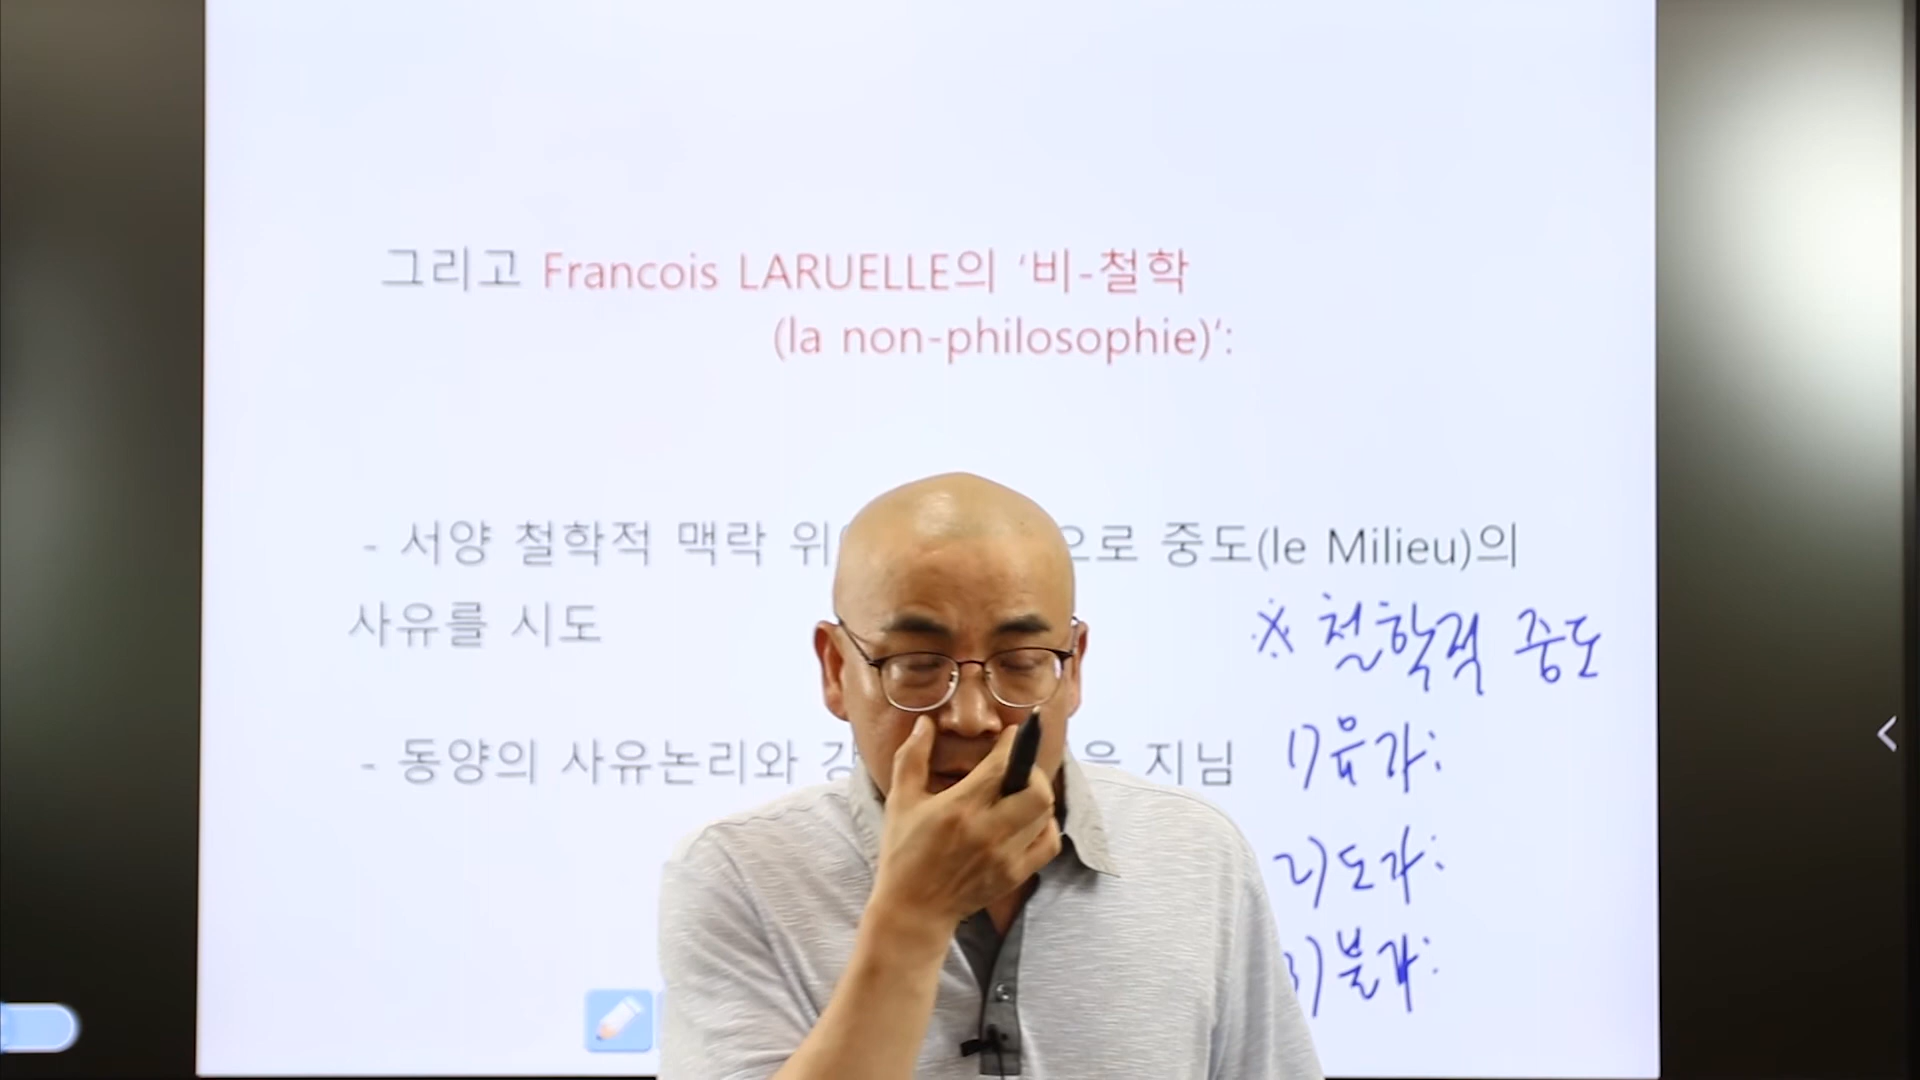 그리고 Francois LARUELLE의 ‘비-철학
(la non-philosophie)‘:
- 서양 철학적 맥락 으로 중도(le Milieu)의
사유를 시도
※ 철학적 중도
- 동양의 사유논리와 지님
1) 유가:
2) 도가:
3) 불가: